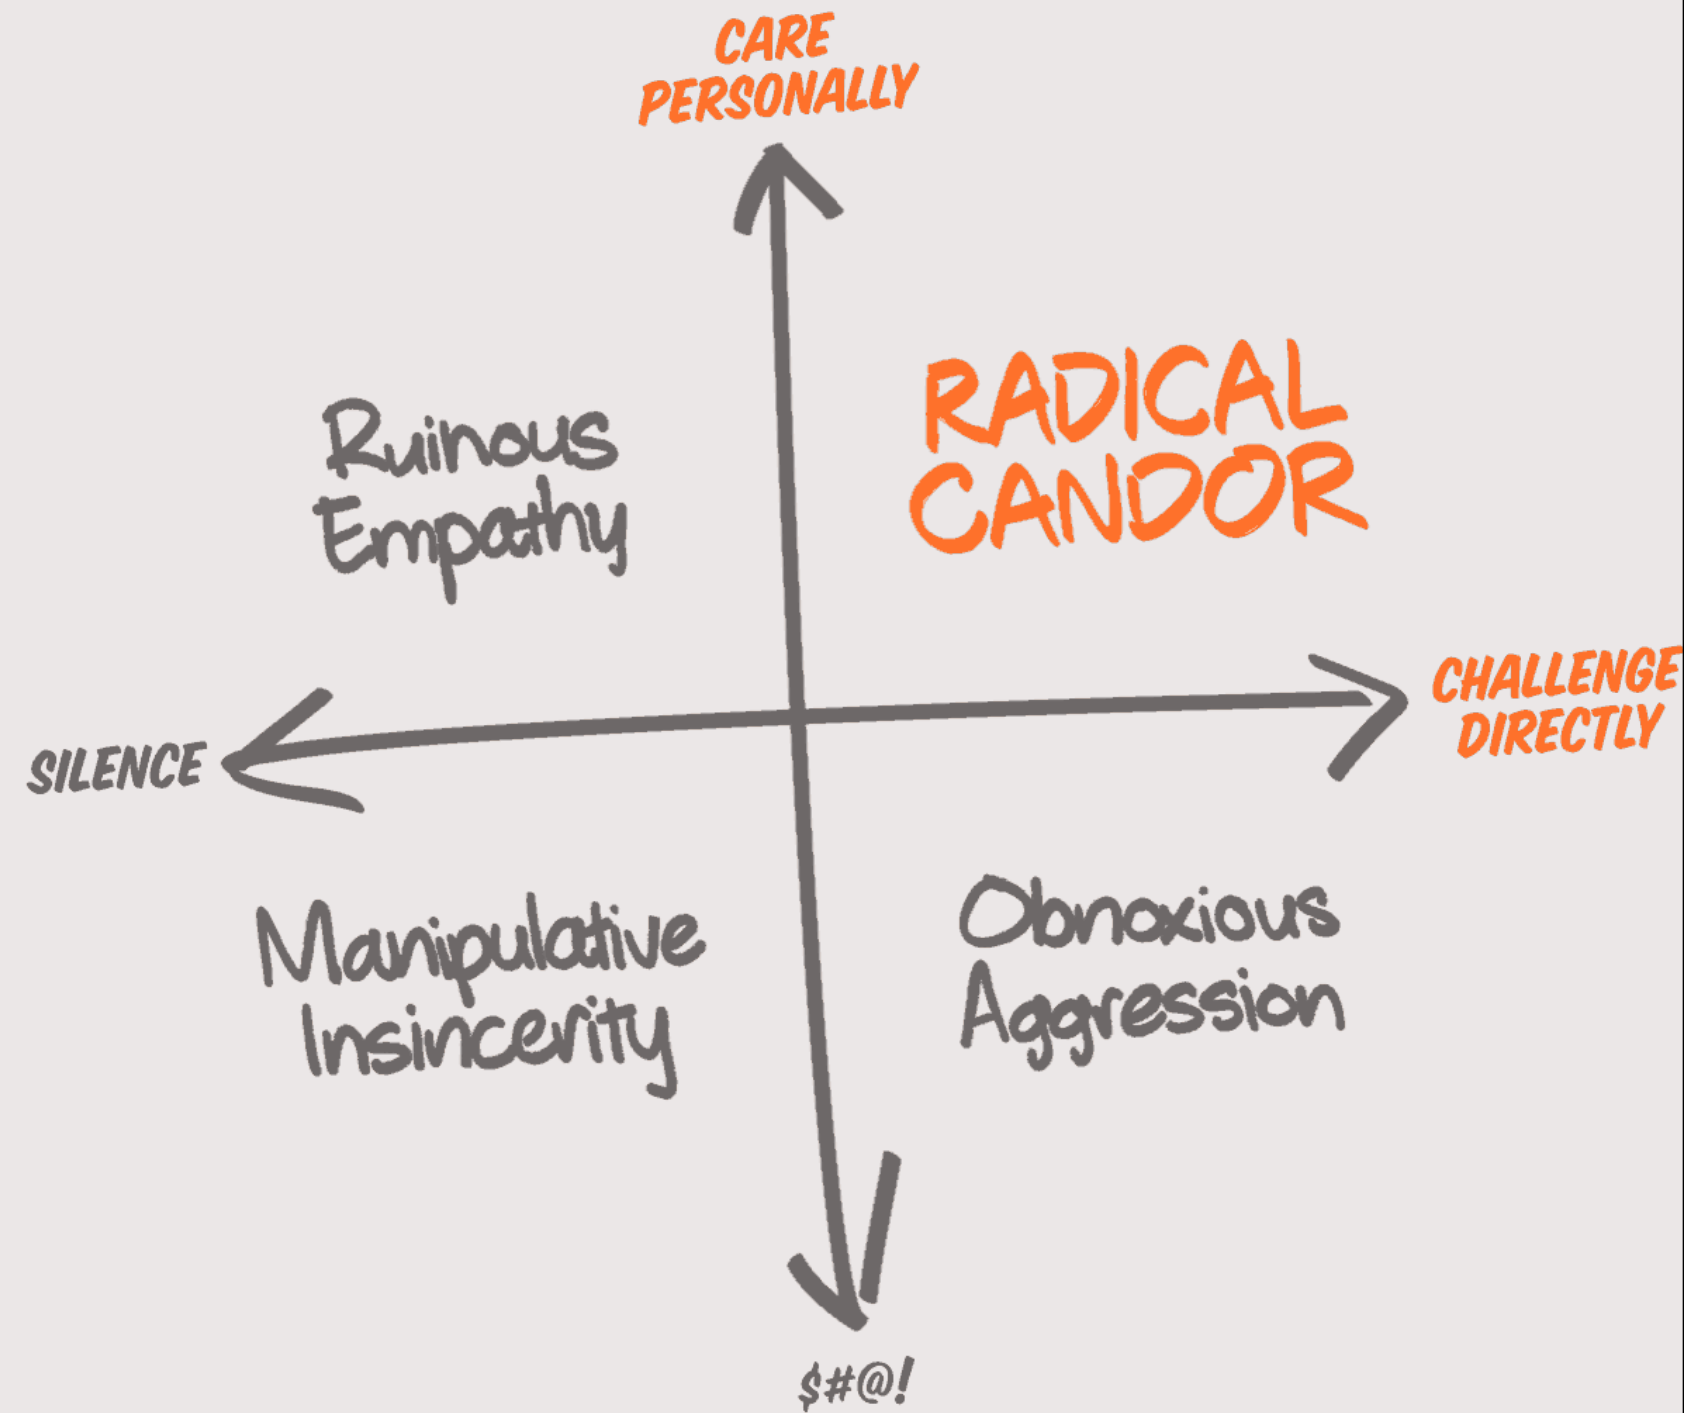 CARE
PERSONALLY
Ruinous
Empathy
RADICAL
CANDOR
SILENCE
CHALLENGE
DIRECTLY
Manipulative
Insincerity
Obnoxious
Aggression
$#@!